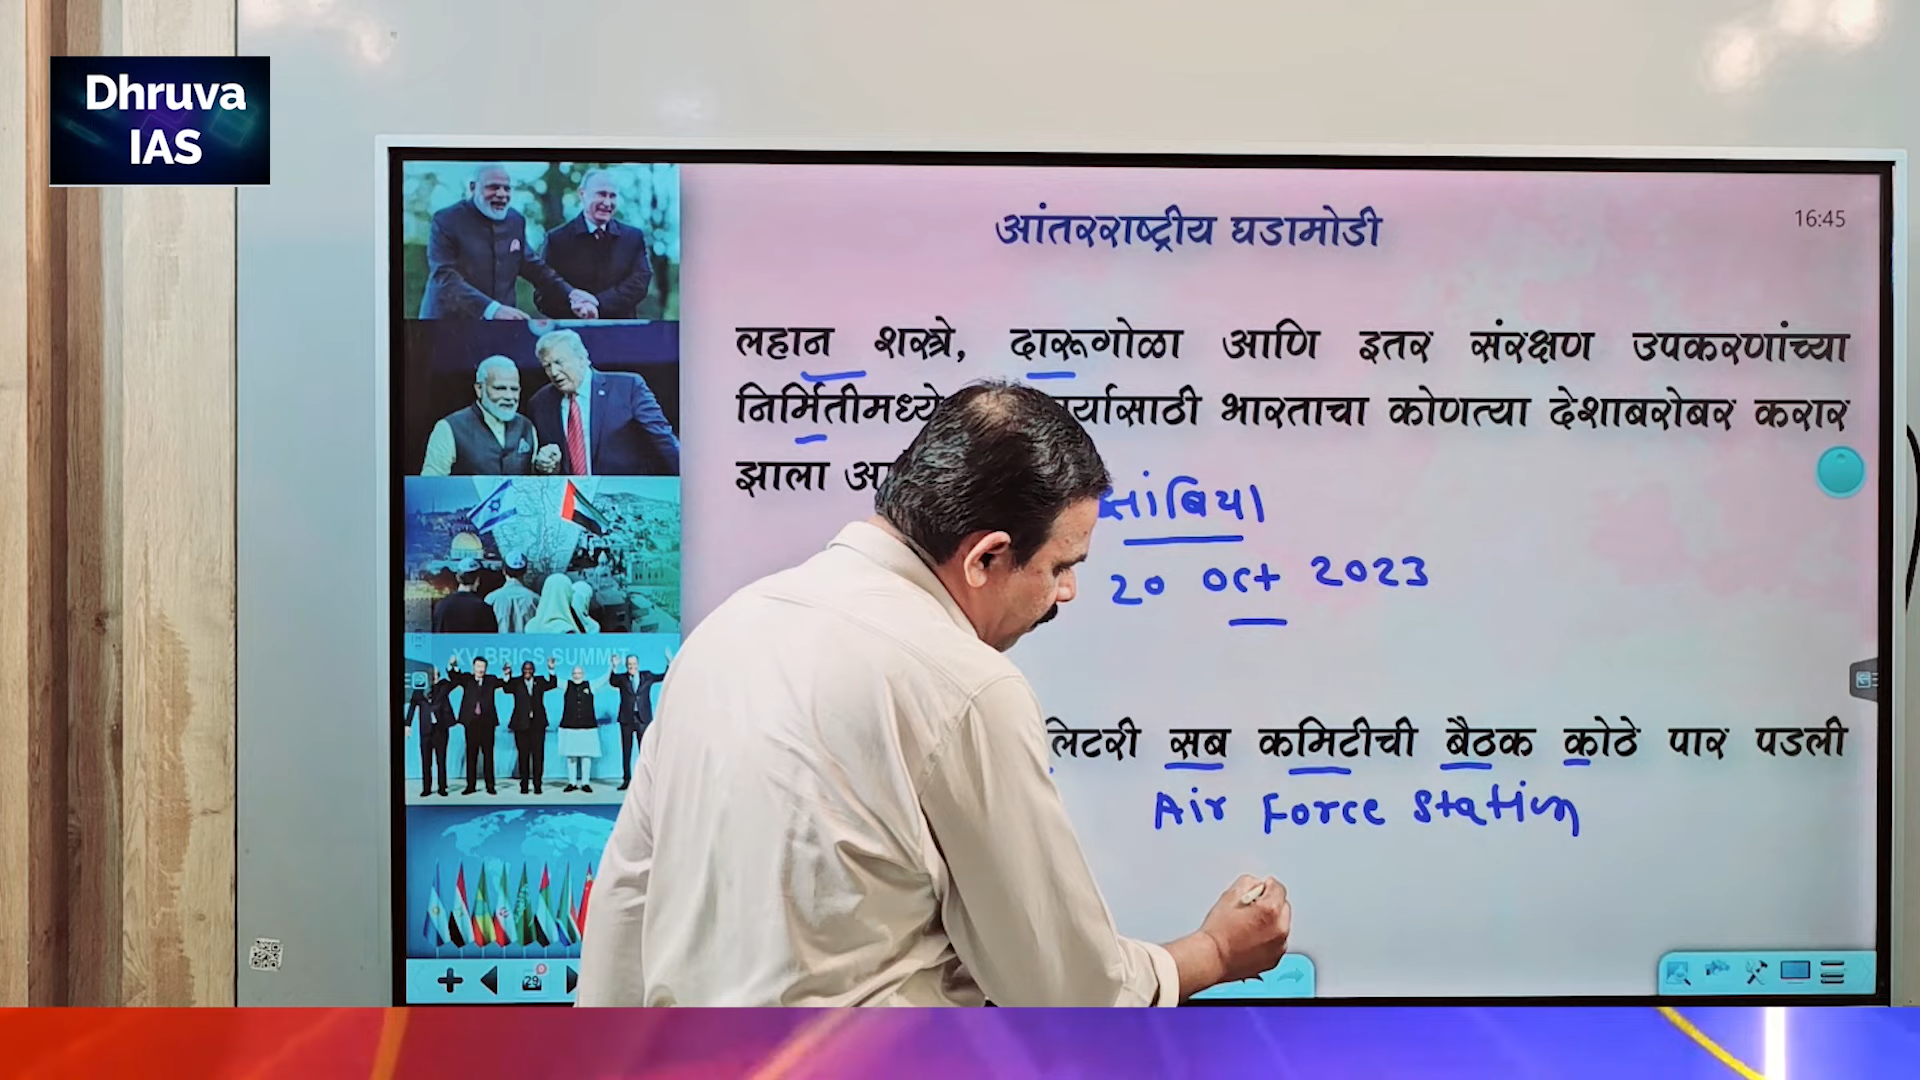 Dhruva
IAS
आंतरराष्ट्रीय घडामोडी
16:45
लहान शस्त्रे, दारूगोळा आणि इतर संरक्षण उपकरणांच्या
निर्मितीमध्ये भारताचा कोणत्या देशाबरोबर करार
झाला
20 Oct 2023
XV BRICS SUMMIT
सब कमिटीची बैठक कोठे पार पडली
Air Force Station
29